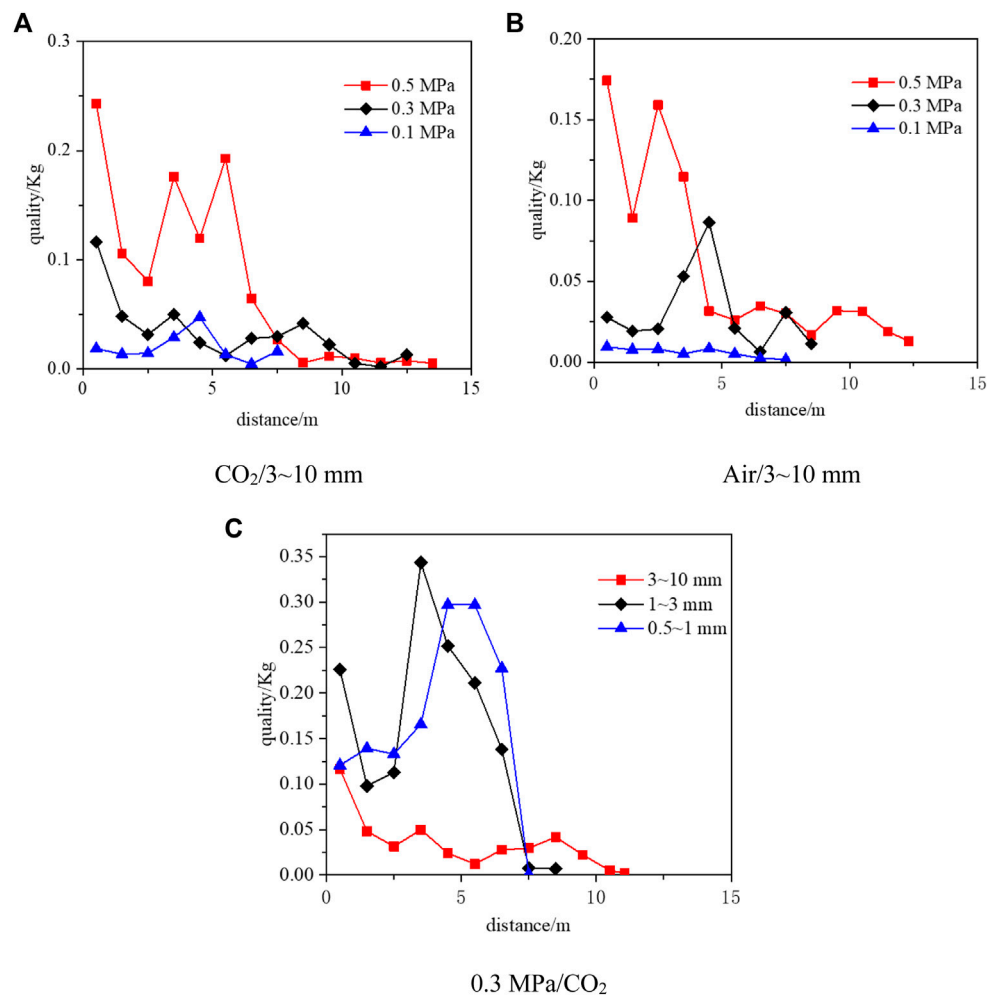 A
0.3
0.2
0.1
0.0
quality/Kg
0.5 MPa
0.3 MPa
0.1 MPa
0
5
10
15
distance/m
CO₂/3~10 mm
B
0.20
0.15
0.10
0.05
0.00
quality/Kg
0.5 MPa
0.3 MPa
0.1 MPa
0
5
10
15
distance/m
Air/3~10 mm
C
0.35
0.30
0.25
0.20
0.15
0.10
0.05
0.00
quality/Kg
3~10 mm
1~3 mm
0.5~1 mm
0
5
10
15
distance/m
0.3 MPa/CO₂